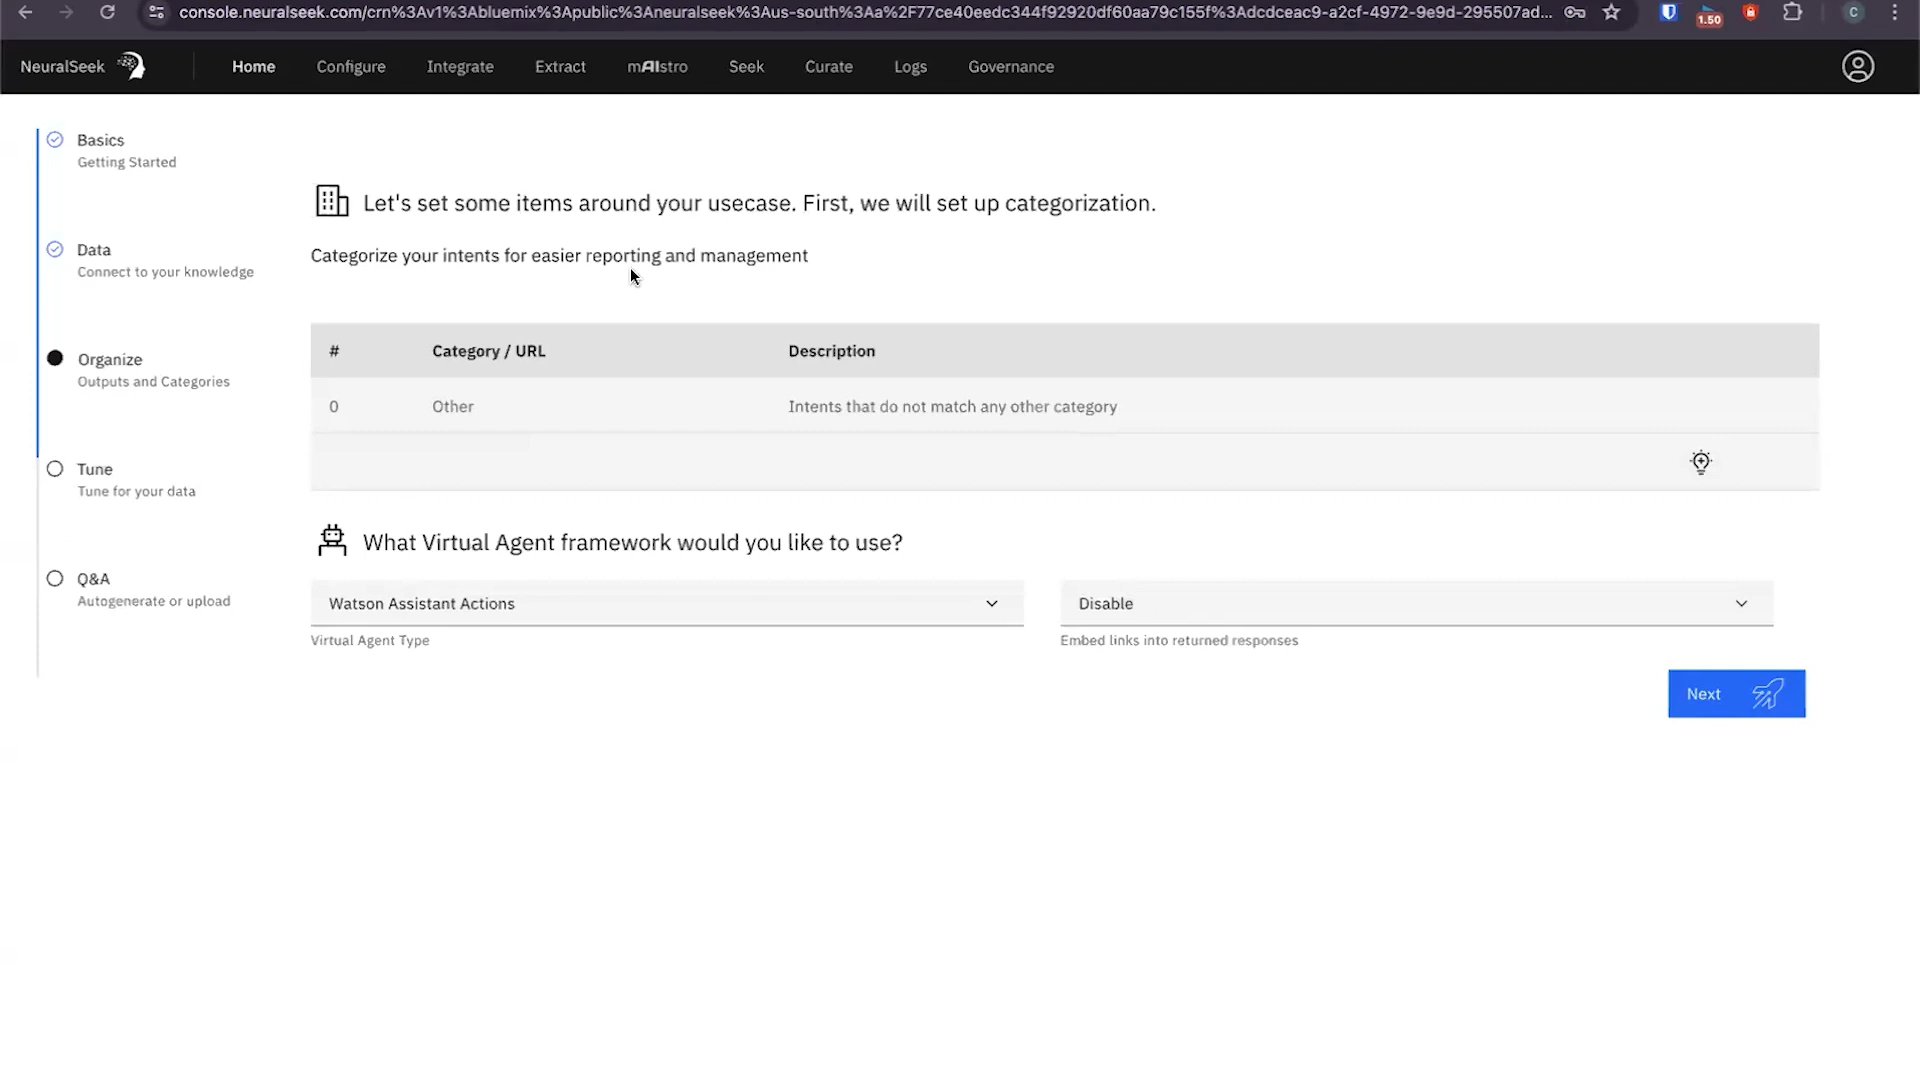 console.neuralseek.com/crn%3Av1%3Abluemix%3Apublic%3Aneuralseek%3Aus-south%3Aa%2F77ce40eedc344f92920df60aa79c155f%3Adcdceac9-a2cf-4972-9e9d-295507ad...
1.50
C
NeuralSeek
Home
Configure
Integrate
Extract
mAIstro
Seek
Curate
Logs
Governance
Basics
Getting Started
Data
Connect to your knowledge
Organize
Outputs and Categories
Tune
Tune for your data
Q&A
Autogenerate or upload
Let's set some items around your usecase. First, we will set up categorization.
Categorize your intents for easier reporting and management
# Category / URL Description
0 Other Intents that do not match any other category
What Virtual Agent framework would you like to use?
Watson Assistant Actions
Virtual Agent Type
Disable
Embed links into returned responses
Next